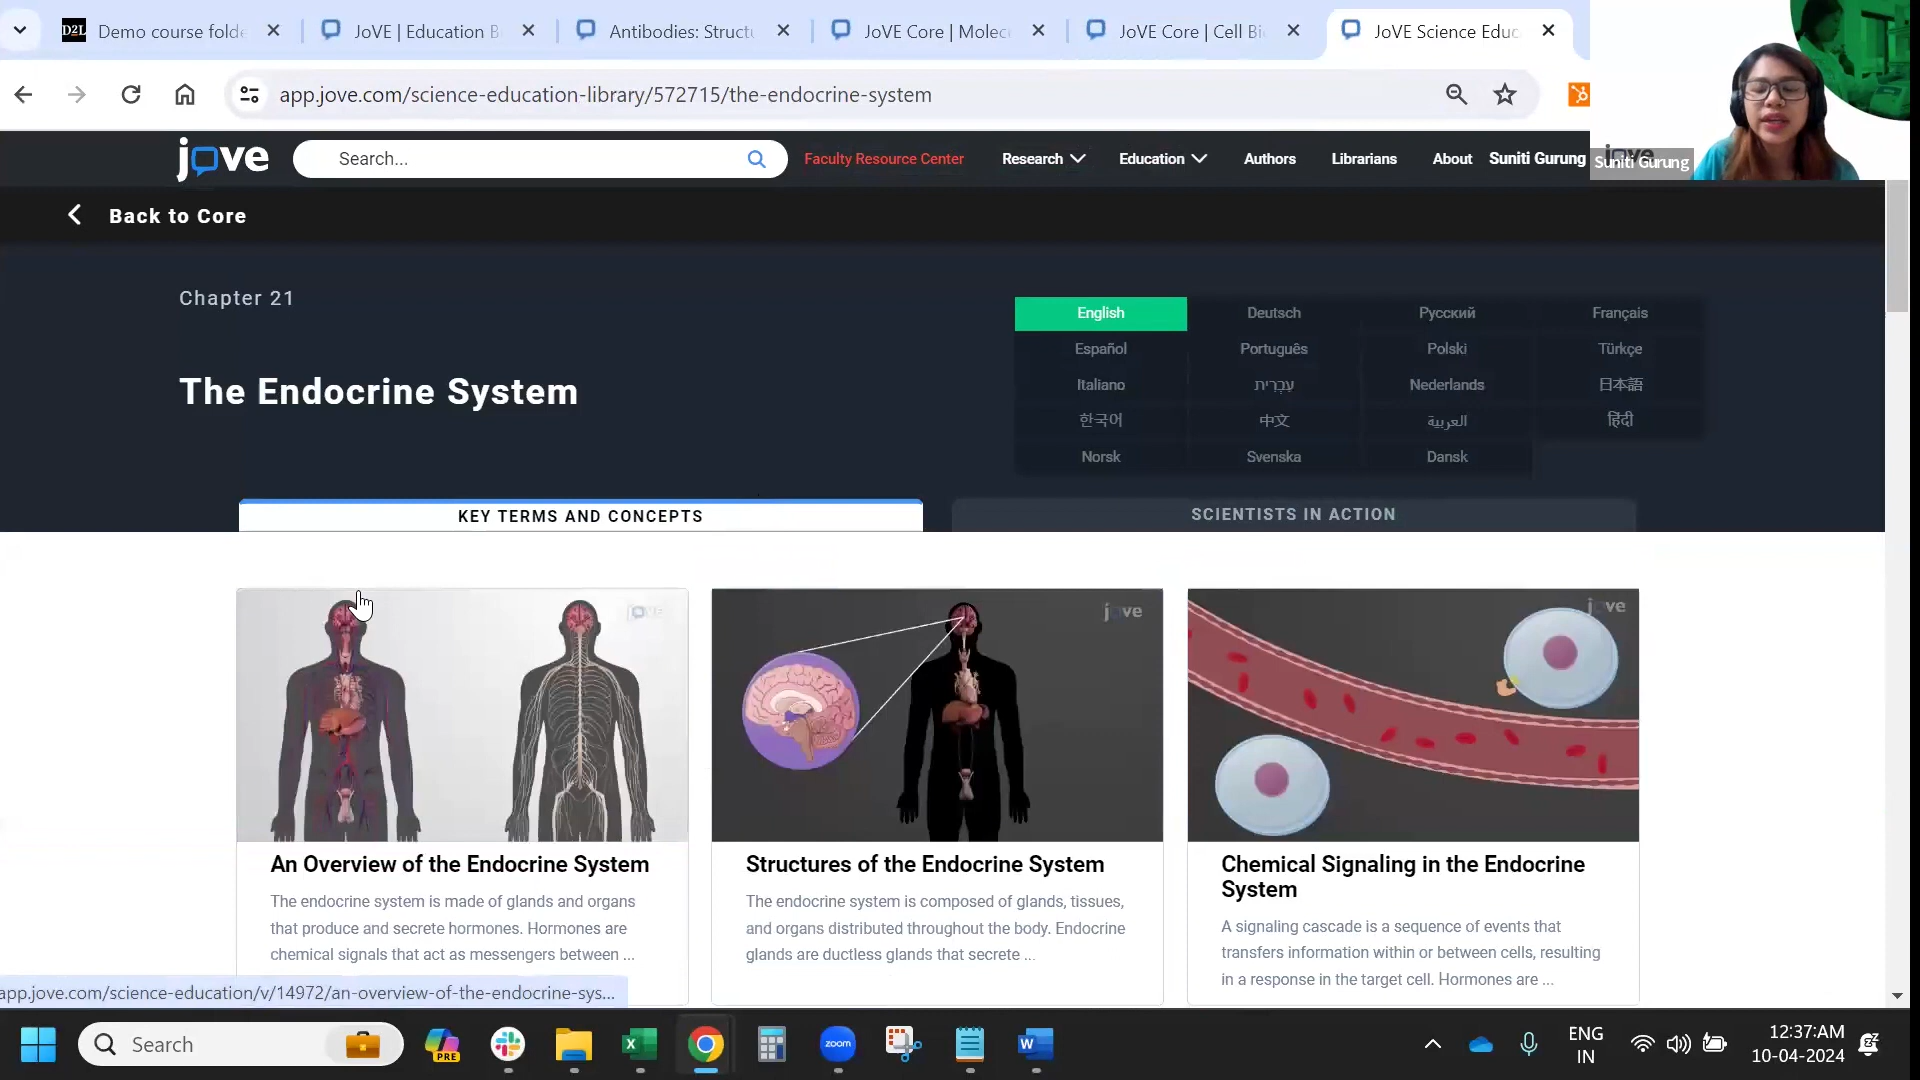 Demo course folde
JoVE | Education B
Antibodies: Structu
JoVE Core | Molec
JoVE Core | Cell Bi
JoVE Science Educ
app.jove.com/science-education-library/572715/the-endocrine-system
jove
Search...
Faculty Resource Center
Research
Education
Authors
Librarians
About
Suniti Gurung
Suniti Gurung
Back to Core
Chapter 21
The Endocrine System
English
Deutsch
Русский
Français
Español
Português
Polski
Türkçe
Italiano
עִבְרִית
Nederlands
日本語
한국어
中文
العربية
हिंदी
Norsk
Svenska
Dansk
KEY TERMS AND CONCEPTS
SCIENTISTS IN ACTION
jove
jove
jove
An Overview of the Endocrine System
The endocrine system is made of glands and organs
that produce and secrete hormones. Hormones are
chemical signals that act as messengers between ...
Structures of the Endocrine System
The endocrine system is composed of glands, tissues,
and organs distributed throughout the body. Endocrine
glands are ductless glands that secrete ...
Chemical Signaling in the Endocrine
System
A signaling cascade is a sequence of events that
transfers information within or between cells, resulting
in a response in the target cell. Hormones are ...
app.jove.com/science-education/v/14972/an-overview-of-the-endocrine-sys...
Search
PRE
zoom
ENG
IN
12:37:AM
10-04-2024